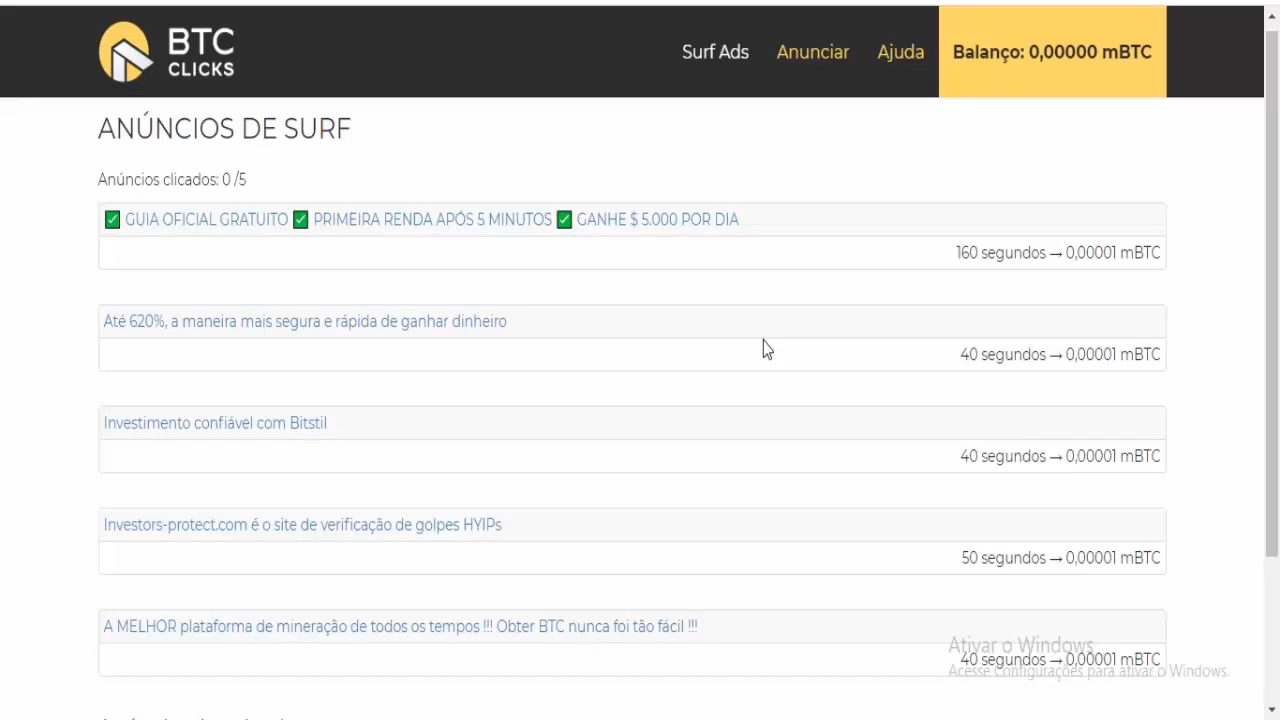 BTC
CLICKS
Surf Ads Anunciar Ajuda Balanço: 0,00000 mBTC
ANÚNCIOS DE SURF
Anúncios clicados: 0 /5
✅ GUIA OFICIAL GRATUITO ✅ PRIMEIRA RENDA APÓS 5 MINUTOS ✅ GANHE $ 5.000 POR DIA
160 segundos → 0,00001 mBTC
Até 620%, a maneira mais segura e rápida de ganhar dinheiro
40 segundos → 0,00001 mBTC
Investimento confiável com Bitstil
40 segundos → 0,00001 mBTC
Investors-protect.com é o site de verificação de golpes HYIPs
50 segundos → 0,00001 mBTC
A MELHOR plataforma de mineração de todos os tempos !!! Obter BTC nunca foi tão fácil !!!
Ativar o Windows
40 segundos → 0,00001 mBTC
Acesse Configurações para ativar o Windows.